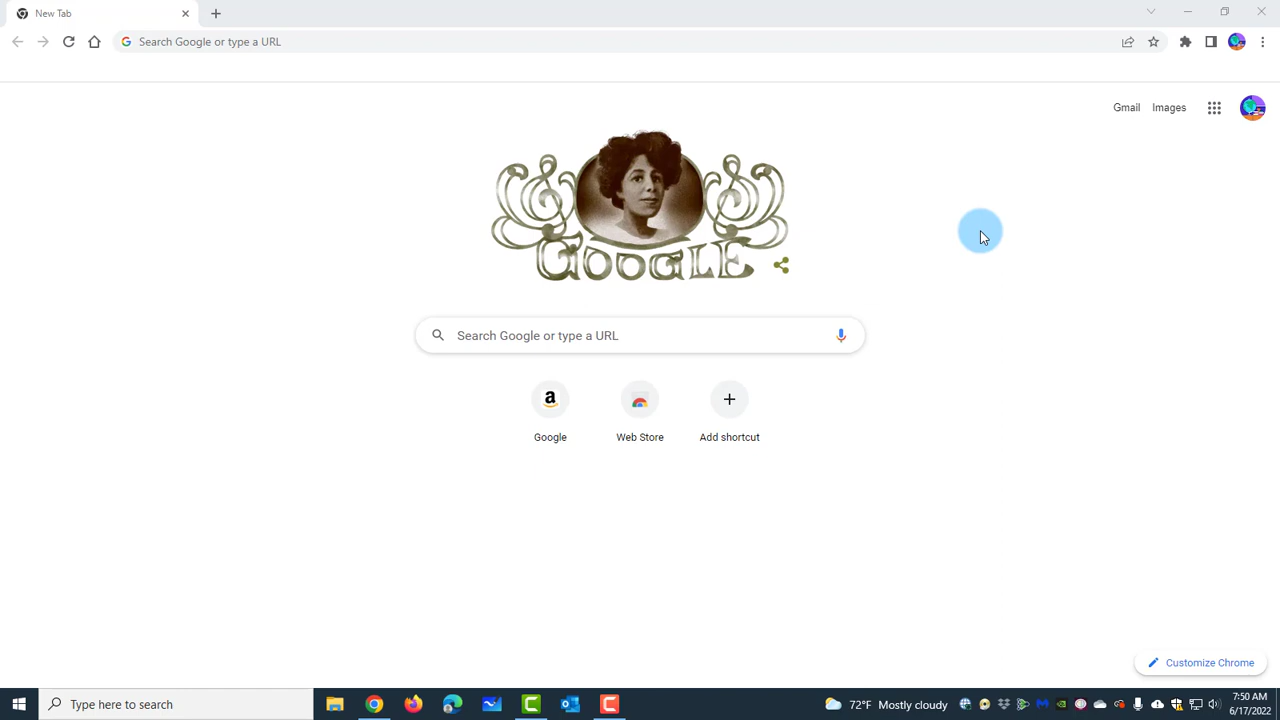 New Tab
Search Google or type a URL
Gmail Images
GOOGLE
Search Google or type a URL
a
Google Web Store Add shortcut
Customize Chrome
Type here to search
72°F Mostly cloudy
7:50 AM
6/17/2022